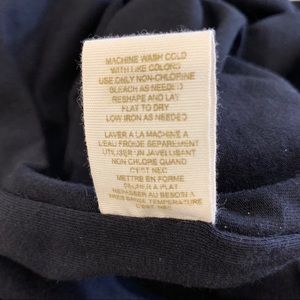 MACHINE WASH COLD
WITH LIKE COLORS
USE ONLY NON-CHLORINE
BLEACH AS NEEDED
RESHAPE AND LAY
FLAT TO DRY
LOW IRON AS NEEDED
LAVER A LA MACHINE A
L'EAU FROIDE SEPAREMENT
UTILISER UN JAVELLISANT
NON CHLORE QUAND
C'EST NEC
METTRE EN FORME
SECHER A PLAT
REPASSER AU BESOIN A
TRES BASSE TEMPERATURE
C'EST NEC